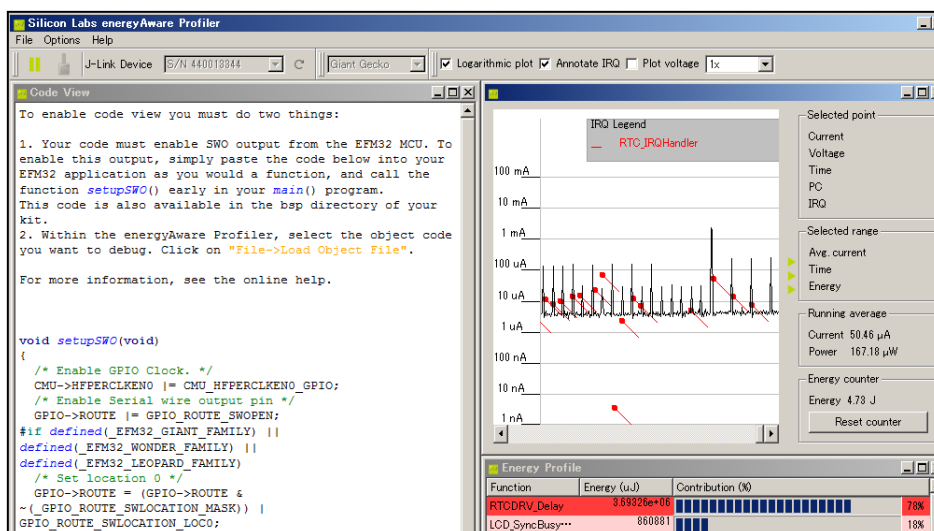 Silicon Labs energyAware Profiler
File Options Help
J-Link Device S/N 440013344 Giant Gecko Logarithmic plot Annotate IRQ Plot voltage 1x
Code View
To enable code view you must do two things:
1. Your code must enable SWO output from the EFM32 MCU. To
enable this output, simply paste the code below into your
EFM32 application as you would a function, and call the
function setupSWO() early in your main() program.
This code is also available in the bsp directory of your
kit.
2. Within the energyAware Profiler, select the object code
you want to debug. Click on "File->Load Object File".
For more information, see the online help.
void setupSWO(void)
{
/* Enable GPIO Clock. */
CMU->HFPERCLKEN0 |= CMU_HFPERCLKEN0_GPIO;
/* Enable Serial wire output pin */
GPIO->ROUTE |= GPIO_ROUTE_SWOPEN;
#if defined(_EFM32_GIANT_FAMILY) ||
defined(_EFM32_WONDER_FAMILY) ||
defined(_EFM32_LEOPARD_FAMILY)
/* Set location 0 */
GPIO->ROUTE = (GPIO->ROUTE &
~(_GPIO_ROUTE_SWLOCATION_MASK)) |
GPIO_ROUTE_SWLOCATION_LOC0;
IRQ Legend
RTC_IRQHandler
100 mA
10 mA
1 mA
100 uA
10 uA
1 uA
100 nA
10 nA
1 nA
Selected point
Current
Voltage
Time
PC
IRQ
Selected range
Avg. current
Time
Energy
Running average
Current 50.46 µA
Power 167.18 µW
Energy counter
Energy 4.73 J
Reset counter
Energy Profile
Function Energy (uJ) Contribution (%)
RTCDRV_Delay 3.69326e+06 78%
LCD_SyncBusy··· 860881 18%